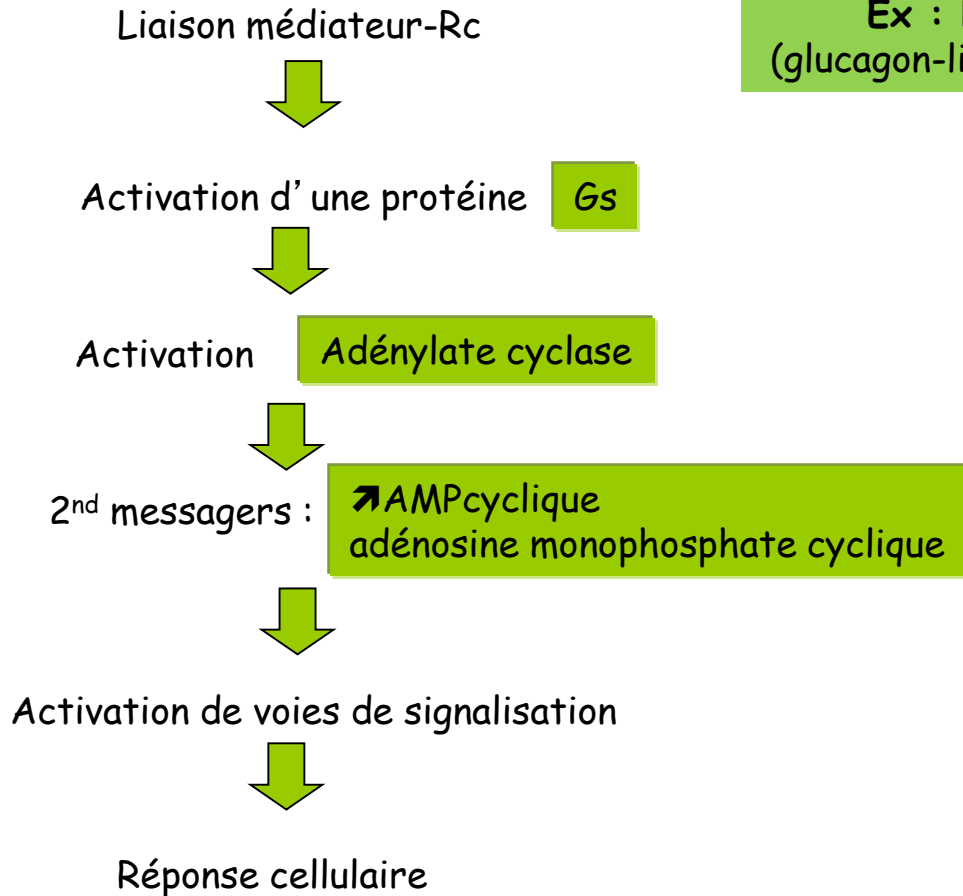 Liaison médiateur-Rc
Ex :
(glucagon-li
Activation d’une protéine Gs
Activation Adénylate cyclase
2nd messagers : ↗AMPcyclique
adénosine monophosphate cyclique
Activation de voies de signalisation
Réponse cellulaire